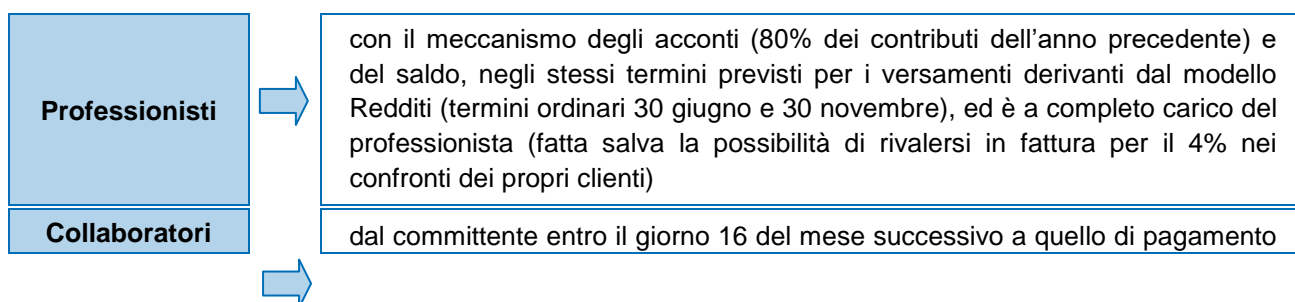 Professionisti
con il meccanismo degli acconti (80% dei contributi dell’anno precedente) e
del saldo, negli stessi termini previsti per i versamenti derivanti dal modello
Redditi (termini ordinari 30 giugno e 30 novembre), ed è a completo carico del
professionista (fatta salva la possibilità di rivalersi in fattura per il 4% nei
confronti dei propri clienti)
Collaboratori
dal committente entro il giorno 16 del mese successivo a quello di pagamento